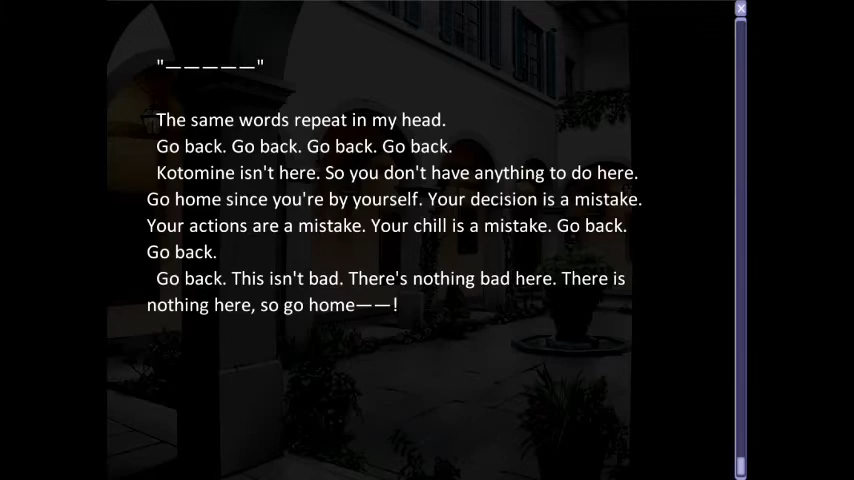 "—————"
The same words repeat in my head.
Go back. Go back. Go back. Go back.
Kotomine isn't here. So you don't have anything to do here.
Go home since you're by yourself. Your decision is a mistake.
Your actions are a mistake. Your chill is a mistake. Go back.
Go back.
Go back. This isn't bad. There's nothing bad here. There is
nothing here, so go home——!